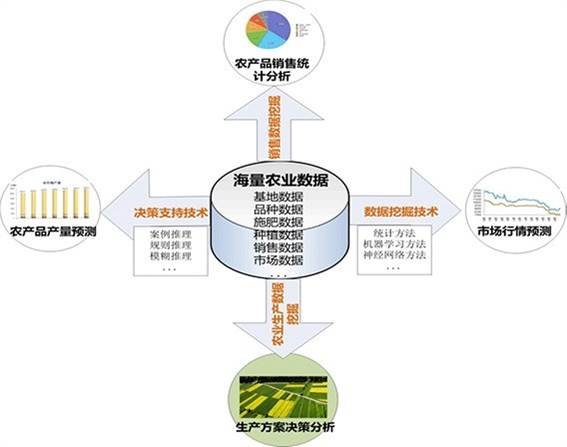 农产品销售统
计分析
销售数据挖掘
海量农业数据
基地数据
品种数据
施肥数据
种植数据
销售数据
市场数据
...
决策支持技术
案例推理
规则推理
模糊推理
...
农产品产量预测
数据挖掘技术
统计方法
机器学习方法
神经网络方法
...
市场行情预测
农业生产数据
挖掘
生产方案决策分析